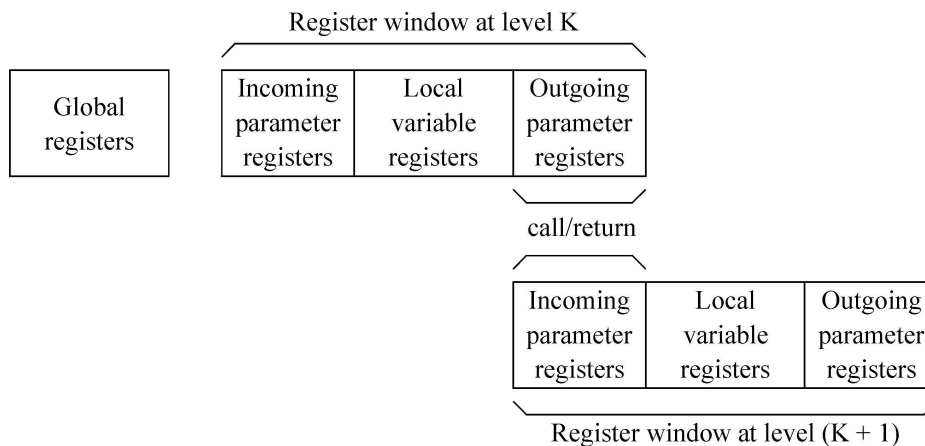 Register window at level K
Global
registers
Incoming
parameter
registers
Local
variable
registers
Outgoing
parameter
registers
call/return
Incoming
parameter
registers
Local
variable
registers
Outgoing
parameter
registers
Register window at level (K + 1)